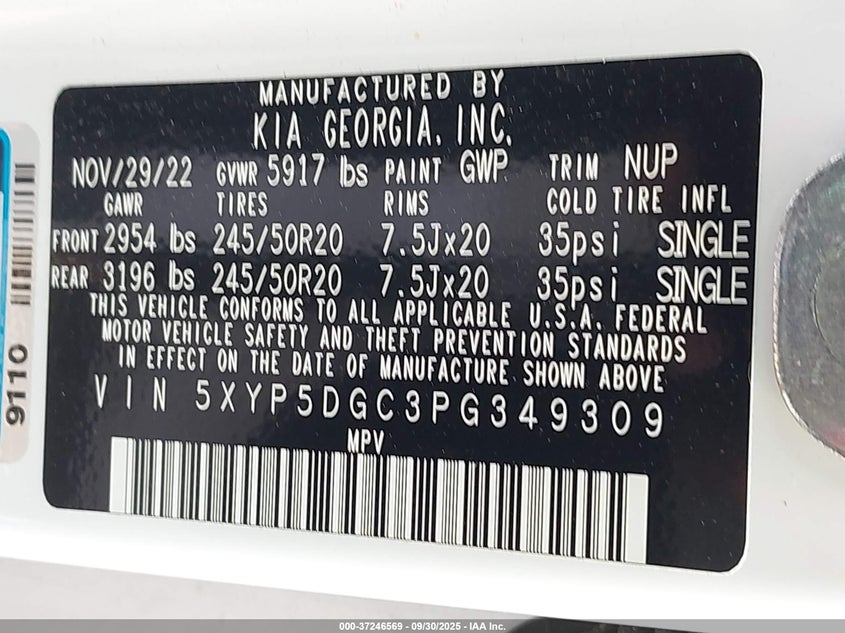 MANUFACTURED BY
KIA GEORGIA, INC.
NOV/29/22 GVWR 5917 lbs PAINT GWP TRIM NUP
GAWR TIRES RIMS COLD TIRE INFL
FRONT 2954 lbs 245/50R20 7.5Jx20 35psi SINGLE
REAR 3196 lbs 245/50R20 7.5Jx20 35psi SINGLE
THIS VEHICLE CONFORMS TO ALL APPLICABLE U.S.A. FEDERAL
MOTOR VEHICLE SAFETY AND THEFT PREVENTION STANDARDS
IN EFFECT ON THE DATE OF MANUFACTURE SHOWN ABOVE
VIN 5XYP5DGC3PG349309
MPV
9110
000-37246569 - 09/30/2025 - IAA Inc.